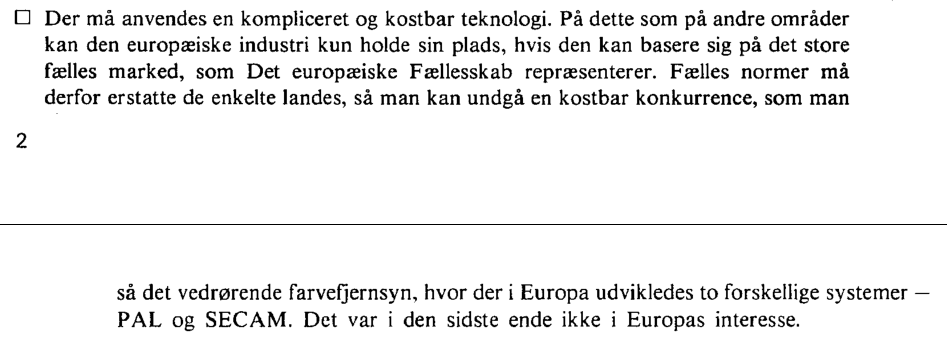 □ Der må anvendes en kompliceret og kostbar teknologi. På dette som på andre områder
kan den europæiske industri kun holde sin plads, hvis den kan basere sig på det store
fælles marked, som Det europæiske Fællesskab repræsenterer. Fælles normer må
derfor erstatte de enkelte landes, så man kan undgå en kostbar konkurrence, som man
2
så det vedrørende farvefjernsyn, hvor der i Europa udvikledes to forskellige systemer —
PAL og SECAM. Det var i den sidste ende ikke i Europas interesse.